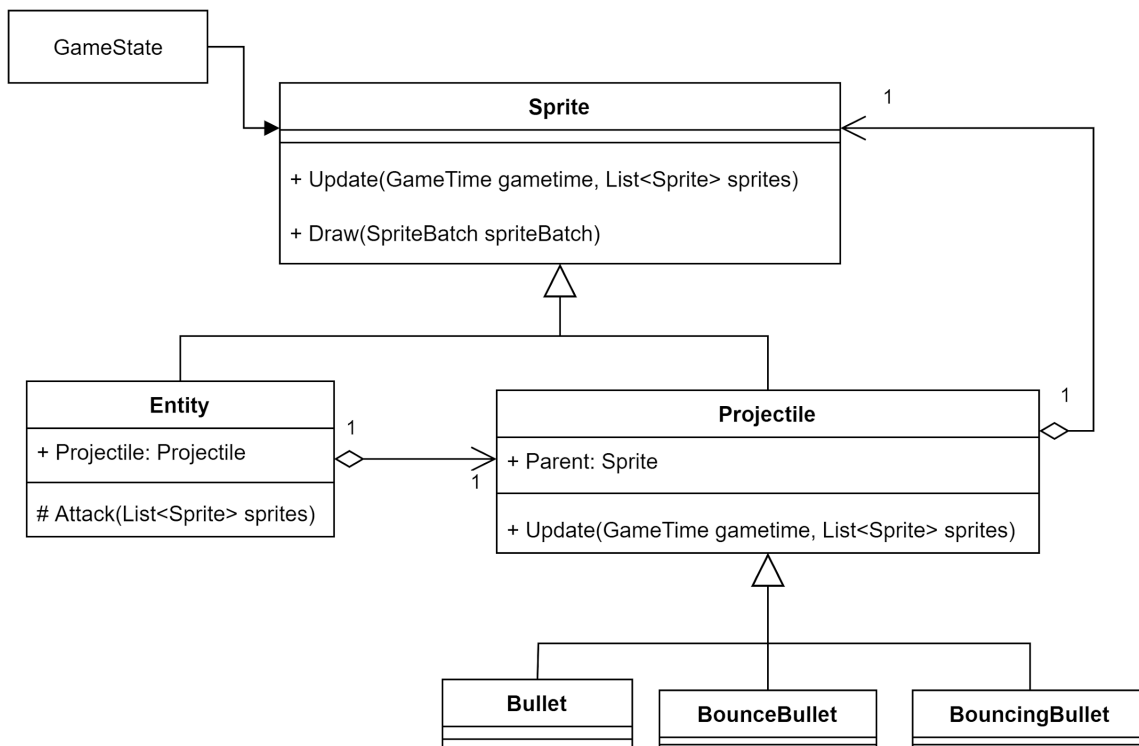 GameState
Sprite
1
+ Update(GameTime gametime, List<Sprite> sprites)
+ Draw(SpriteBatch spriteBatch)
Entity
+ Projectile: Projectile
# Attack(List<Sprite> sprites)
1
1
Projectile
+ Parent: Sprite
+ Update(GameTime gametime, List<Sprite> sprites)
1
Bullet
BounceBullet
BouncingBullet